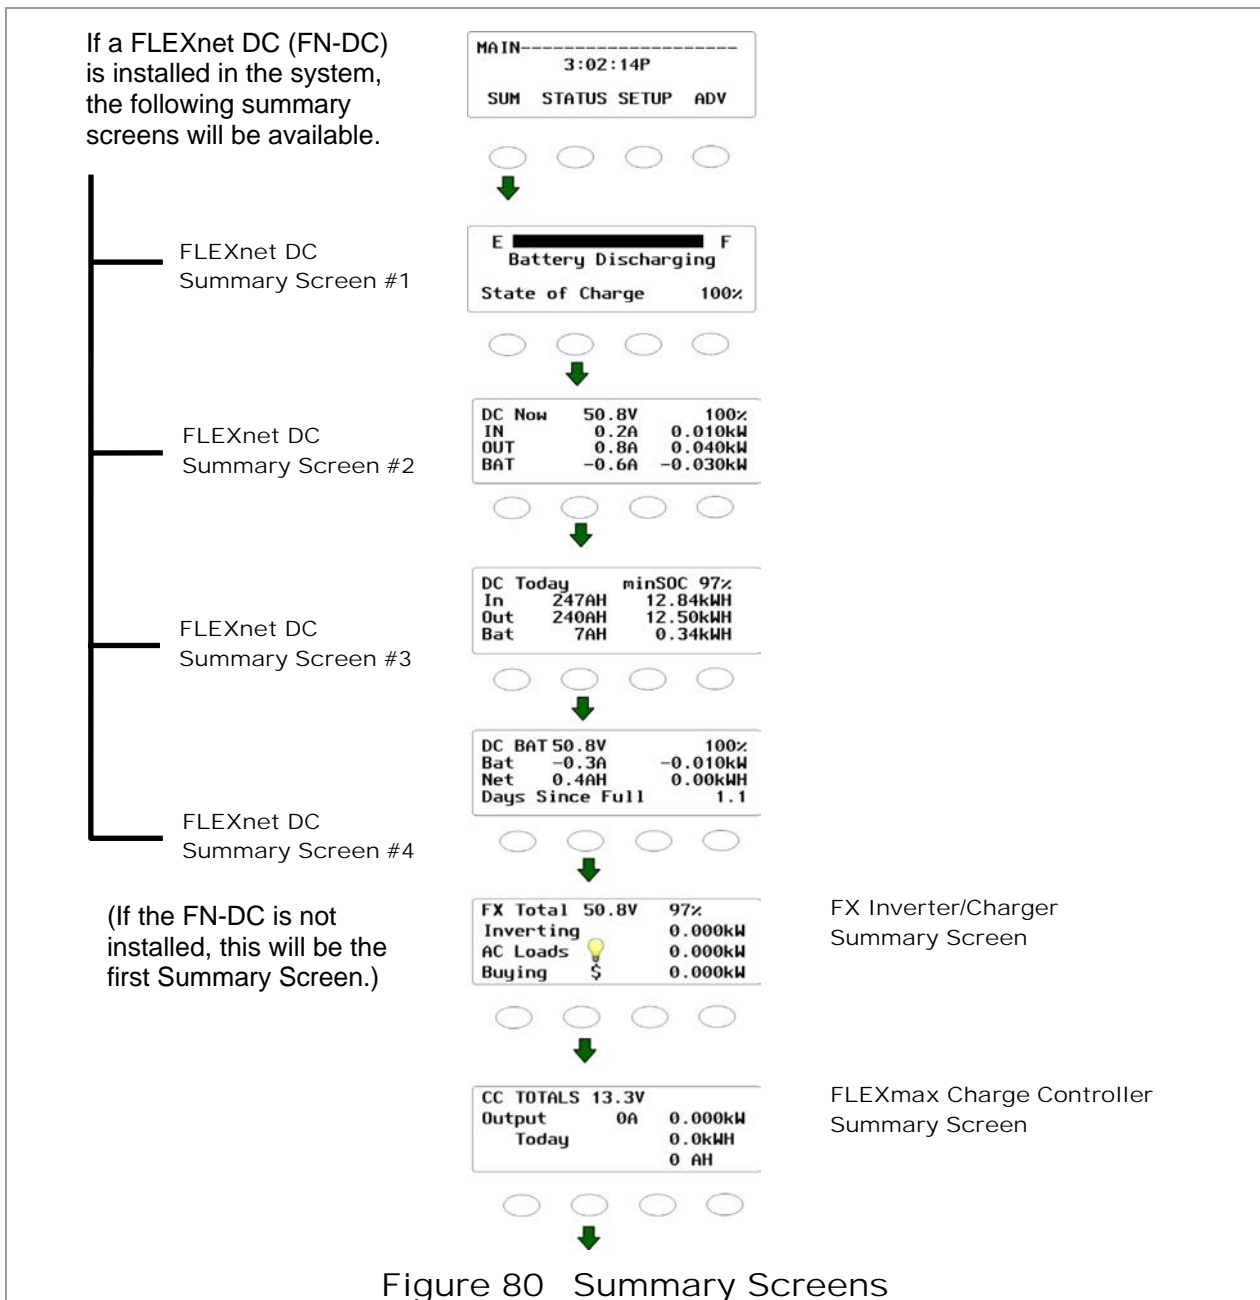 If a FLEXnet DC (FN-DC)
is installed in the system,
the following summary
screens will be available.
MAIN--------------------
3:02:14P
SUM STATUS SETUP ADV
FLEXnet DC
Summary Screen #1
E F
Battery Discharging
State of Charge 100%
FLEXnet DC
Summary Screen #2
DC Now 50.8V 100%
IN 0.2A 0.010kW
OUT 0.8A 0.040kW
BAT -0.6A -0.030kW
FLEXnet DC
Summary Screen #3
DC Today minSOC 97%
In 247AH 12.84kWH
Out 240AH 12.50kWH
Bat 7AH 0.34kWH
FLEXnet DC
Summary Screen #4
DC BAT 50.8V 100%
Bat -0.3A -0.010kW
Net 0.4AH 0.00kWH
Days Since Full 1.1
(If the FN-DC is not
installed, this will be the
first Summary Screen.)
FX Total 50.8V 97%
Inverting 0.000kW
AC Loads 0.000kW
Buying $ 0.000kW
FX Inverter/Charger
Summary Screen
CC TOTALS 13.3V
Output 0A 0.000kW
Today 0.0kWH
0 AH
FLEXmax Charge Controller
Summary Screen
Figure 80 Summary Screens